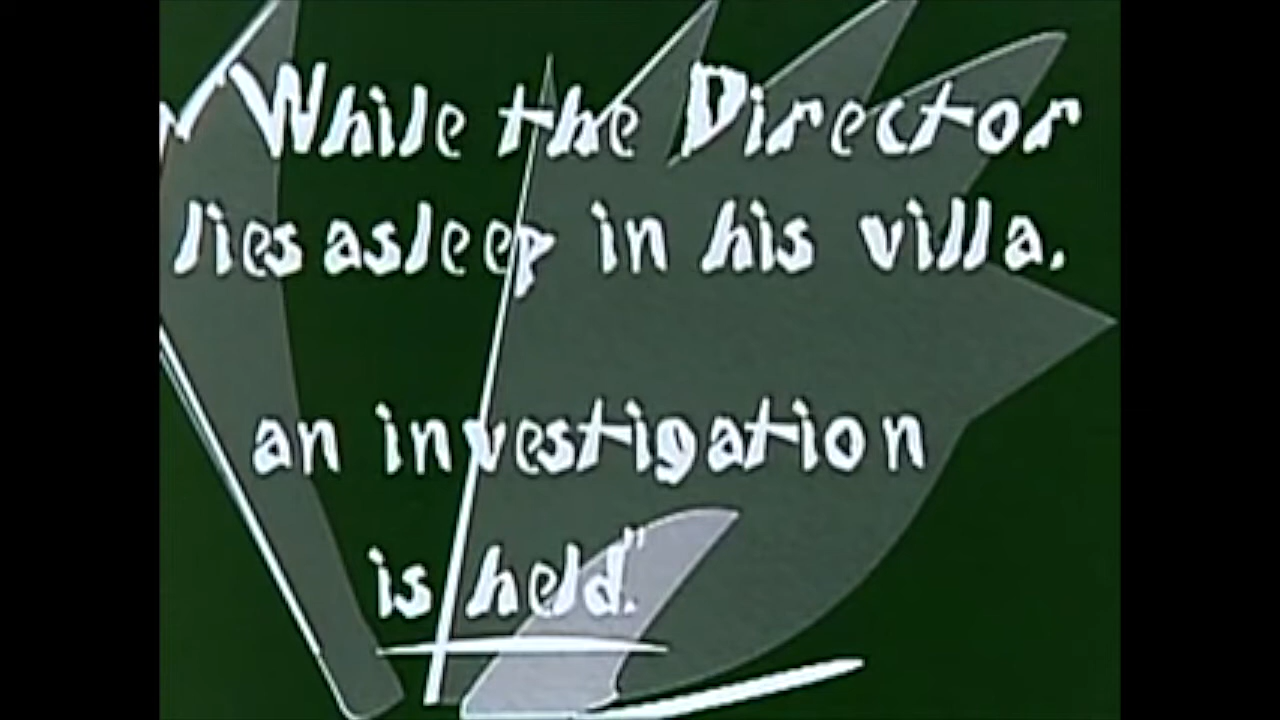 "While the Director
lies asleep in his villa.
an investigation
is held."